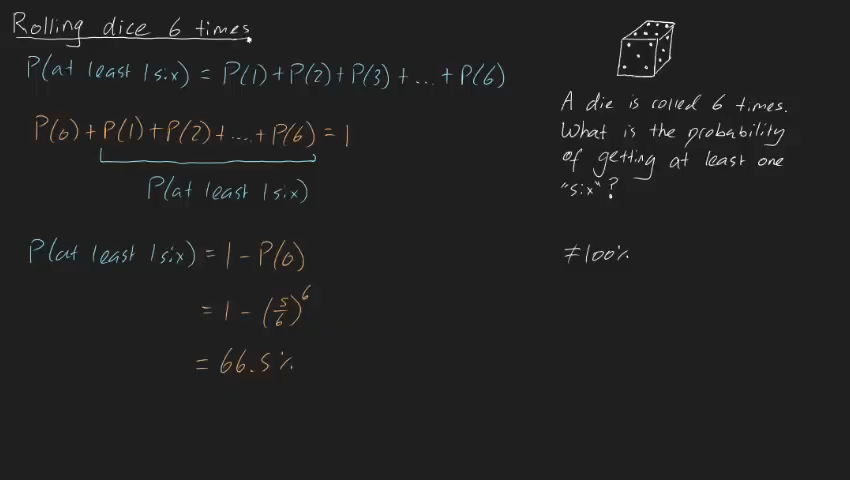 Rolling dice 6 times
P(at least 1 six) = P(1) + P(2) + P(3) + ... + P(6)
P(0) + P(1) + P(2) + ... + P(6) = 1
P(at least 1 six)
P(at least 1 six) = 1 - P(0)
= 1 - (5/6)^6
= 66.5%
A die is rolled 6 times.
What is the probability
of getting at least one
"six"?
≠100%